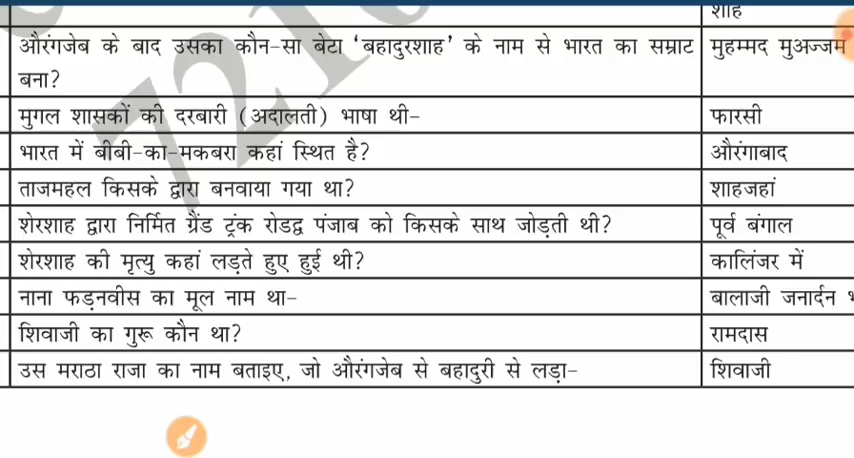 शाह
औरंगजेब के बाद उसका कौन-सा बेटा 'बहादुरशाह' के नाम से भारत का सम्राट मुहम्मद मुअज्जम
बना?
मुगल शासकों की दरबारी (अदालती) भाषा थी- फारसी
भारत में बीबी-का-मकबरा कहां स्थित है? औरंगाबाद
ताजमहल किसके द्वारा बनवाया गया था? शाहजहां
शेरशाह द्वारा निर्मित ग्रैंड ट्रंक रोडद्व पंजाब को किसके साथ जोड़ती थी? पूर्व बंगाल
शेरशाह की मृत्यु कहां लड़ते हुए हुई थी? कालिंजर में
नाना फड़नवीस का मूल नाम था- बालाजी जनार्दन
शिवाजी का गुरू कौन था? रामदास
उस मराठा राजा का नाम बताइए, जो औरंगजेब से बहादुरी से लड़ा- शिवाजी